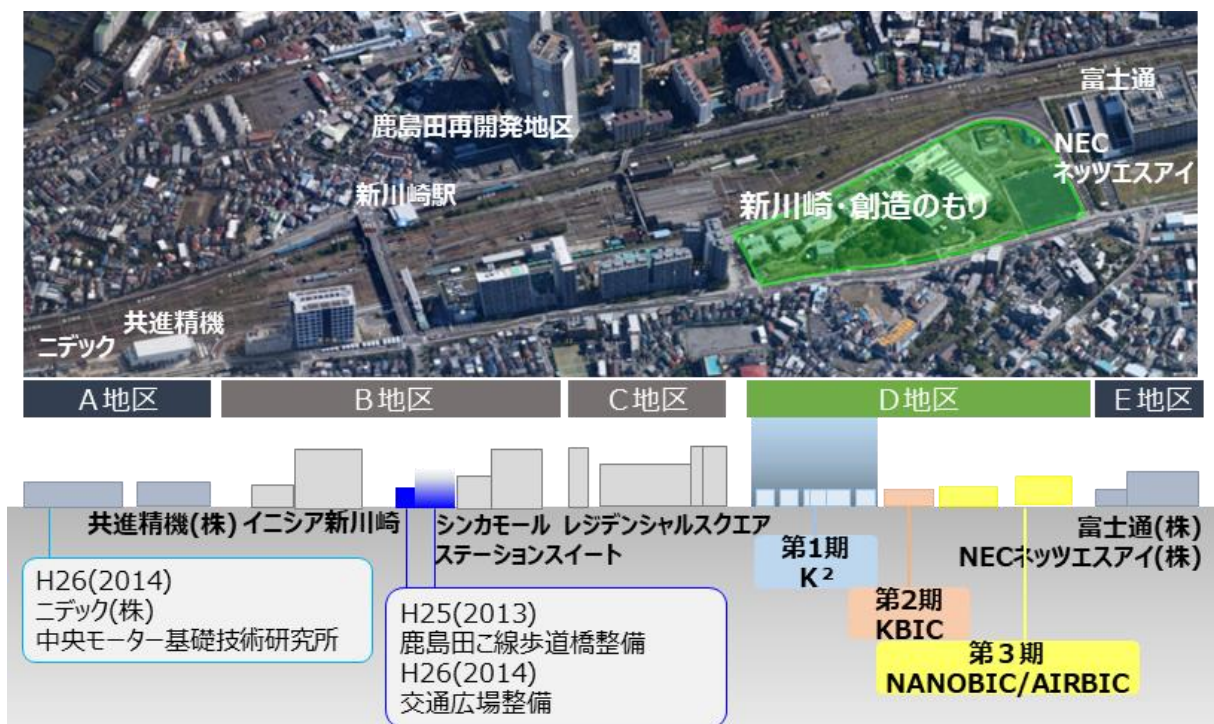 富士通
鹿島田再開発地区
NEC
ネッツエスアイ
新川崎駅
新川崎・創造のもり
共進精機
ニデック
A地区
B地区
C地区
D地区
E地区
共進精機(株)
イニシア新川崎
シンカモール
ステーションスイート
レジデンシャルスクエア
富士通(株)
NECネッツエスアイ(株)
第1期
K²
第2期
KBIC
第３期
NANOBIC/AIRBIC
H26(2014)
ニデック(株)
中央モーター基礎技術研究所
H25(2013)
鹿島田こ線歩道橋整備
H26(2014)
交通広場整備